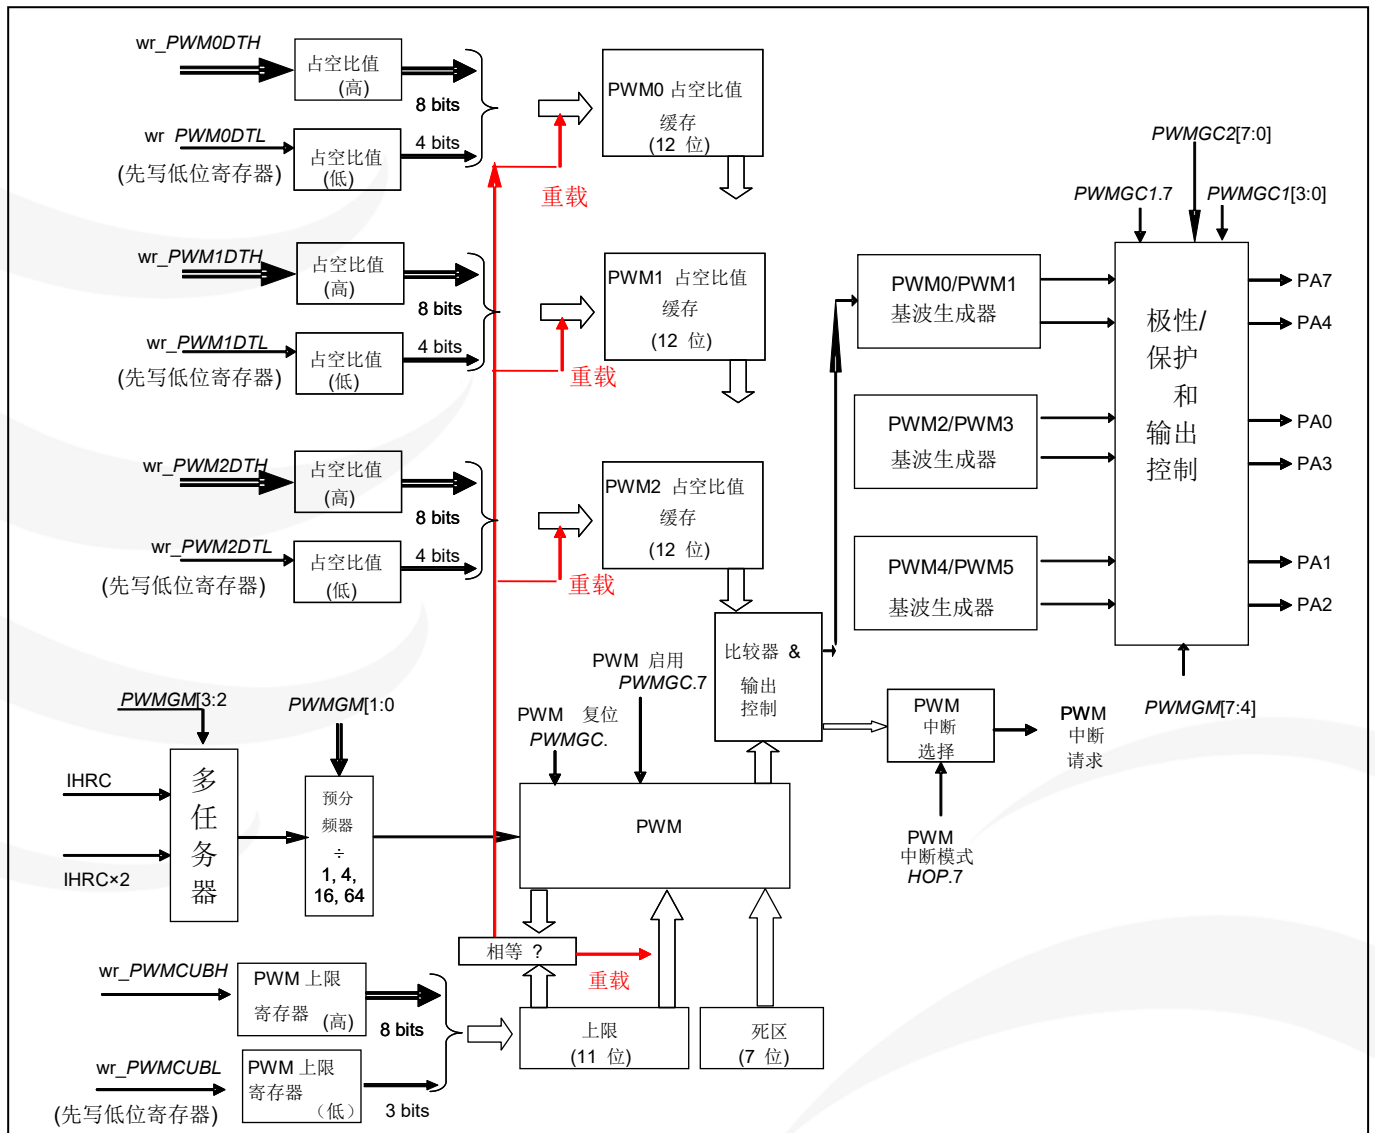 wr_PWM0DTH
占空比值
(高)
8 bits
wr PWM0DTL
(先写低位寄存器)
占空比值
(低)
4 bits
重载
PWM0 占空比值
缓存
(12 位)
wr_PWM1DTH
占空比值
(高)
8 bits
wr_PWM1DTL
(先写低位寄存器)
占空比值
(低)
4 bits
重载
PWM1 占空比值
缓存
(12 位)
wr_PWM2DTH
占空比值
(高)
8 bits
wr_PWM2DTL
(先写低位寄存器)
占空比值
(低)
4 bits
重载
PWM2 占空比值
缓存
(12 位)
PWMGC2[7:0]
PWMGC1.7
PWMGC1[3:0]
PWM0/PWM1
基波生成器
PWM2/PWM3
基波生成器
PWM4/PWM5
基波生成器
极性/
保护
和
输出
控制
PA7
PA4
PA0
PA3
PA1
PA2
PWMGM[7:4]
比较器 &
输出
控制
PWM 启用
PWMGC.7
PWM 复位
PWMGC.
PWM
中断
选择
PWM
中断
请求
PWM
中断模式
HOP.7
PWMGM[3:2]
PWMGM[1:0
IHRC
IHRC×2
多
任
务
器
预分
频器
÷
1, 4,
16, 64
PWM
相等 ?
重载
wr_PWMCUBH
PWM 上限
寄存器 (高)
8 bits
wr_PWMCUBL
(先写低位寄存器)
PWM 上限
寄存器
（低）
3 bits
上限
(11 位)
死区
(7 位)